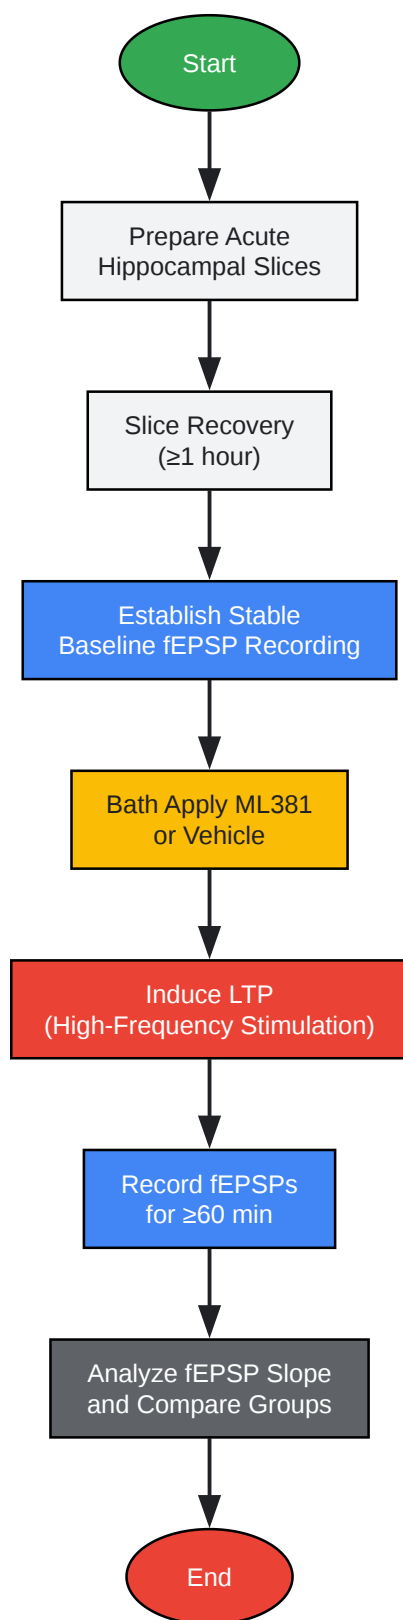 Start
Prepare Acute
Hippocampal Slices
Slice Recovery
(≥1 hour)
Establish Stable
Baseline fEPSP Recording
Bath Apply ML381
or Vehicle
Induce LTP
(High-Frequency Stimulation)
Record fEPSPs
for ≥60 min
Analyze fEPSP Slope
and Compare Groups
End